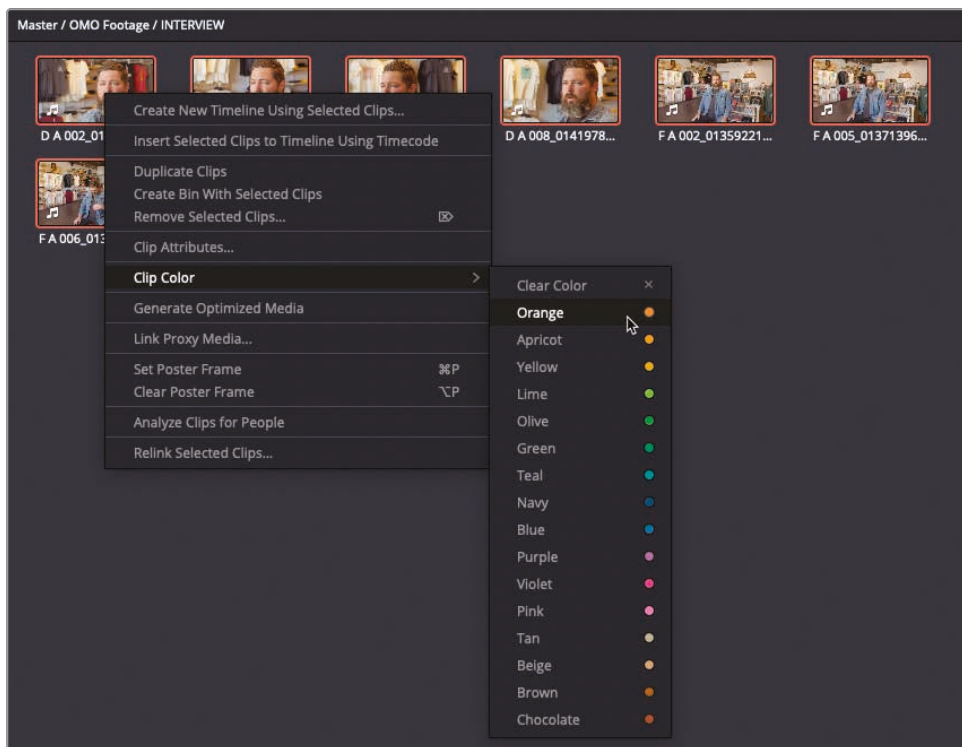 Master / OMO Footage / INTERVIEW
D A 002_01
D A 008_0141978...
F A 002_01359221...
F A 005_01371396...
F A 006_013
Create New Timeline Using Selected Clips...
Insert Selected Clips to Timeline Using Timecode
Duplicate Clips
Create Bin With Selected Clips
Remove Selected Clips... ⌦
Clip Attributes...
Clip Color >
Generate Optimized Media
Link Proxy Media...
Set Poster Frame ⌘P
Clear Poster Frame ⌥P
Analyze Clips for People
Relink Selected Clips...
Clear Color ×
Orange
Apricot
Yellow
Lime
Olive
Green
Teal
Navy
Blue
Purple
Violet
Pink
Tan
Beige
Brown
Chocolate